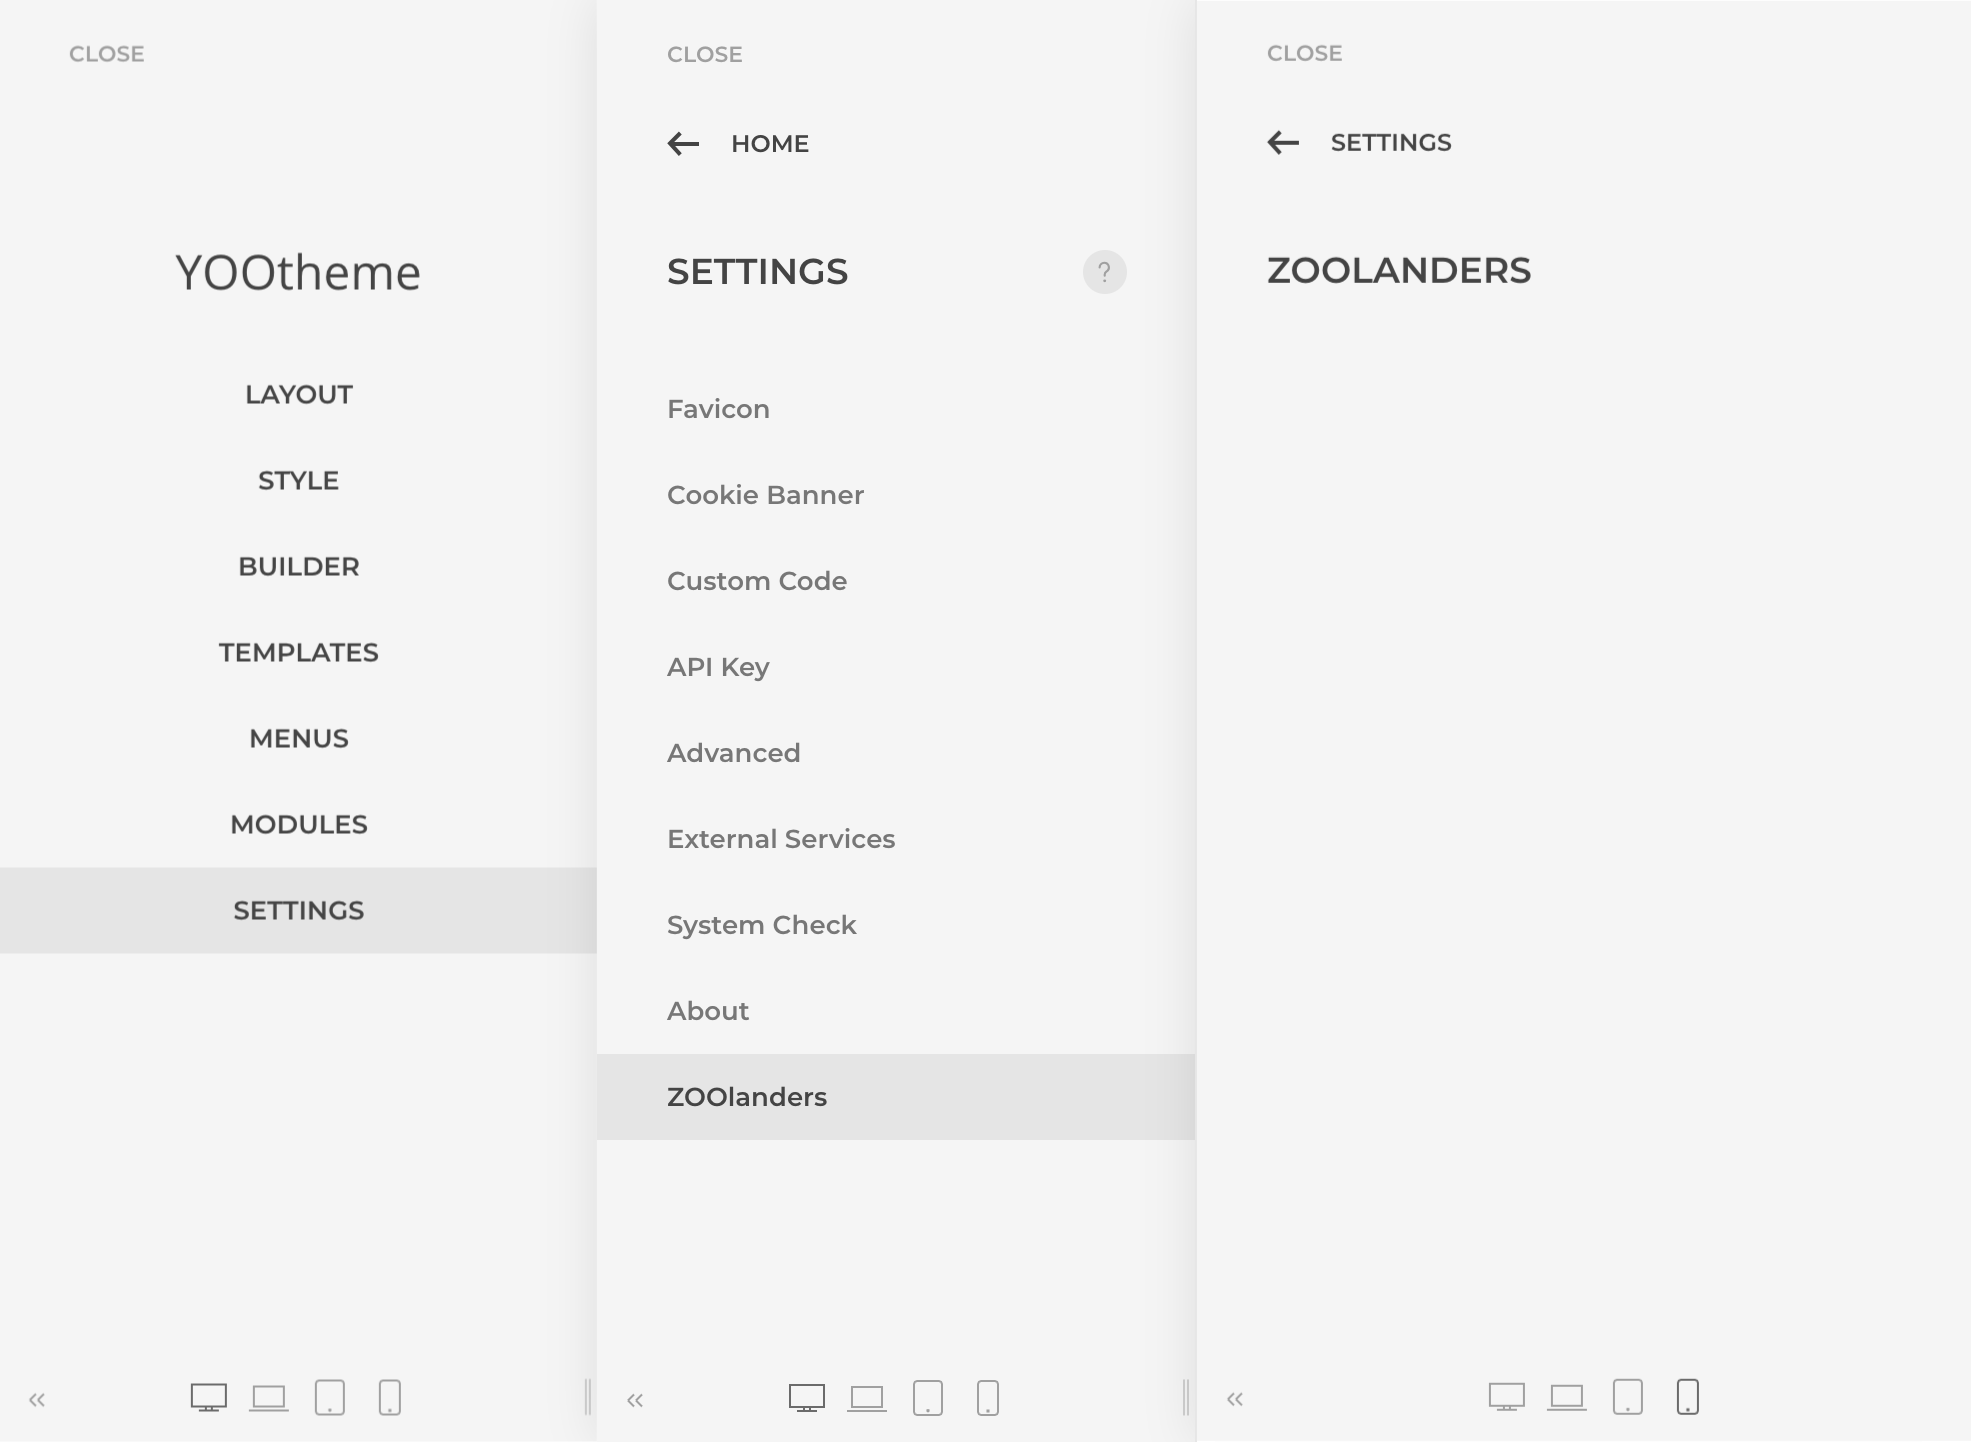 CLOSE
YOOtheme
LAYOUT
STYLE
BUILDER
TEMPLATES
MENUS
MODULES
SETTINGS
CLOSE
HOME
SETTINGS
?
Favicon
Cookie Banner
Custom Code
API Key
Advanced
External Services
System Check
About
ZOOlanders
CLOSE
SETTINGS
ZOOLANDERS